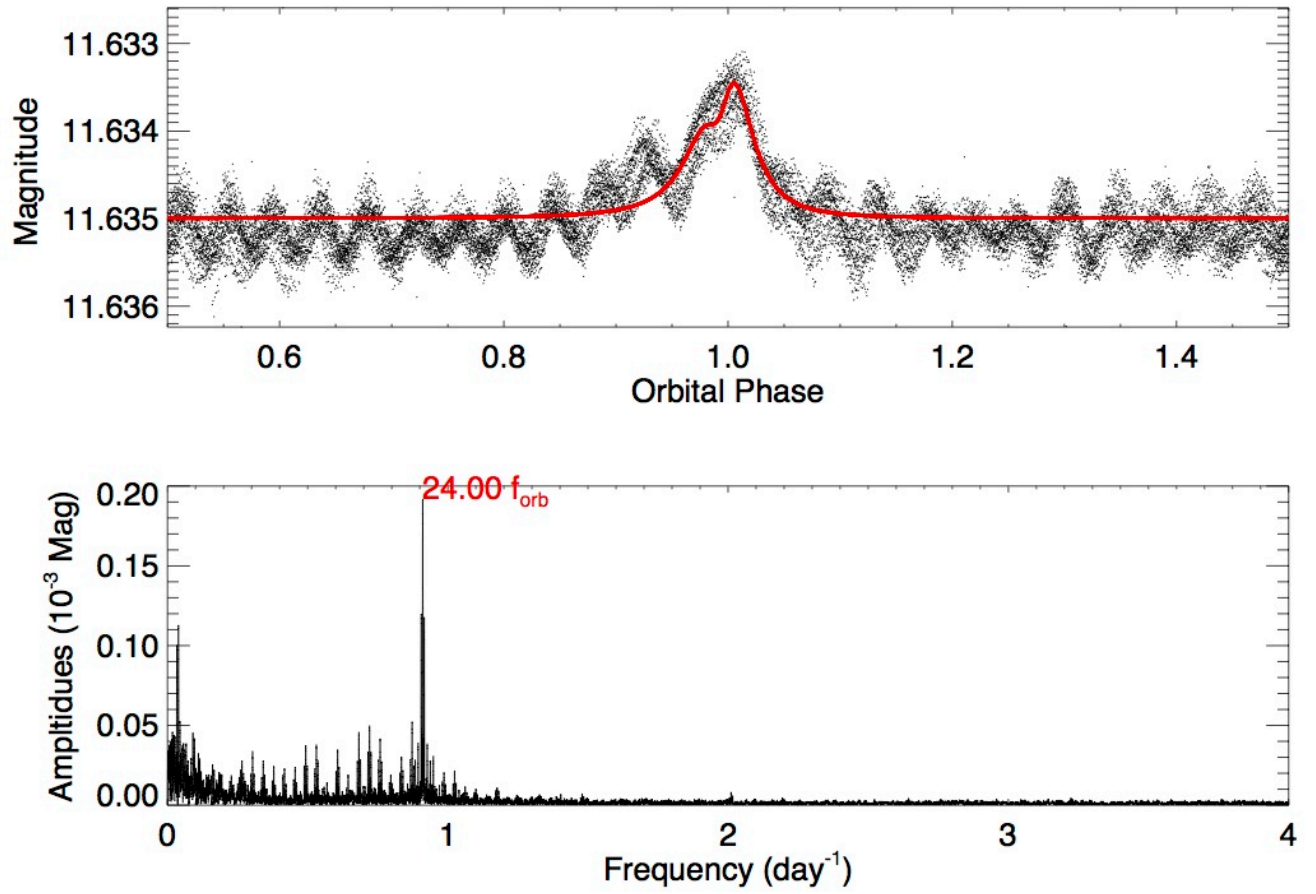 11.633
11.634
11.635
11.636
Magnitude
0.6 0.8 1.0 1.2 1.4
Orbital Phase
24.00 f_orb
0.20
0.15
0.10
0.05
0.00
Ampltidues (10^-3 Mag)
0 1 2 3 4
Frequency (day^-1)